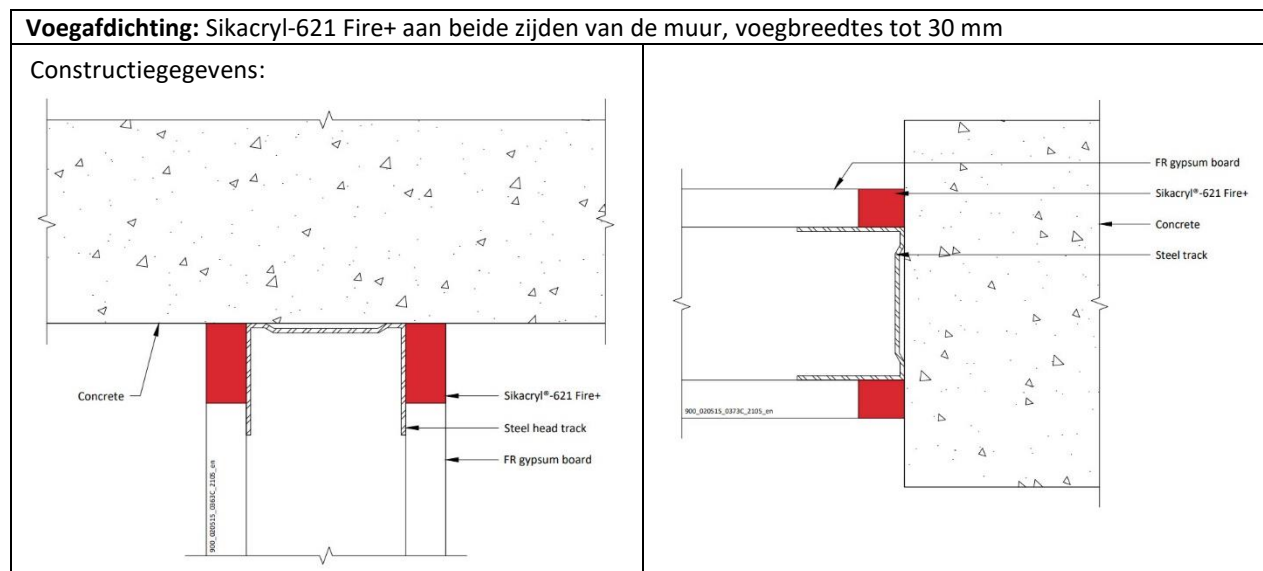 Voegafdichting: Sikacryl-621 Fire+ aan beide zijden van de muur, voegbreedtes tot 30 mm
Constructiegegevens:
Concrete
Sikacryl®-621 Fire+
Steel head track
FR gypsum board
900_020515_0363C_2105_en
FR gypsum board
Sikacryl®-621 Fire+
Concrete
Steel track
900_020515_0373C_2105_en